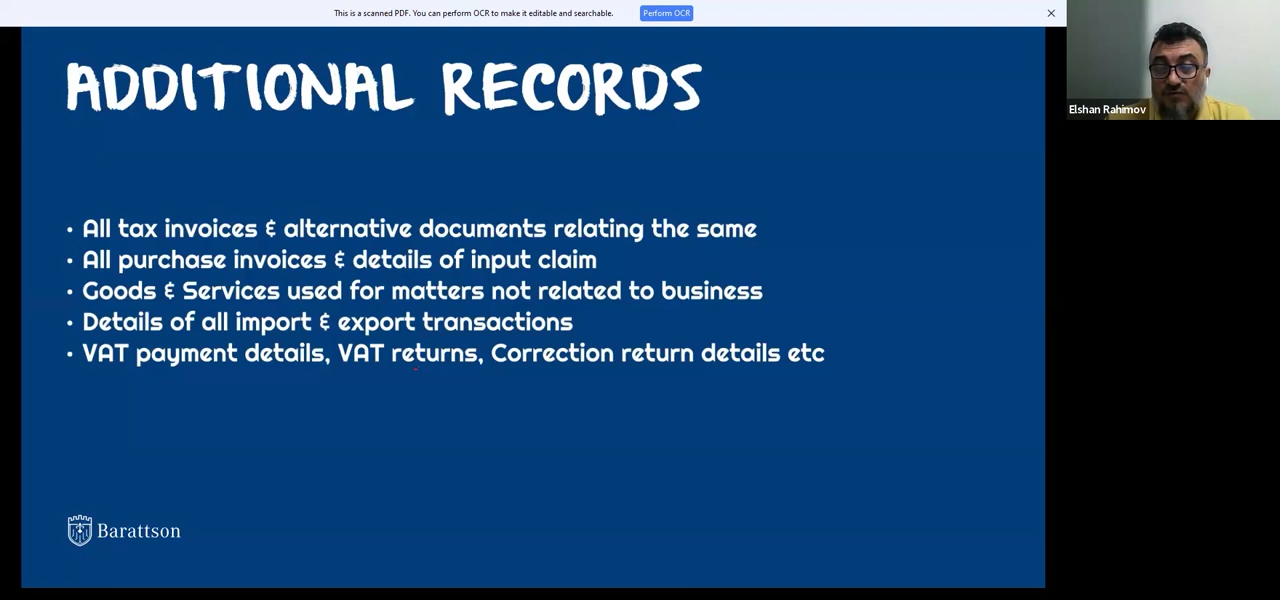 This is a scanned PDF. You can perform OCR to make it editable and searchable. Perform OCR
ADDITIONAL RECORDS
Elshan Rahimov
• All tax invoices & alternative documents relating the same
• All purchase invoices & details of input claim
• Goods & Services used for matters not related to business
• Details of all import & export transactions
• VAT payment details, VAT returns, Correction return details etc
Barattson